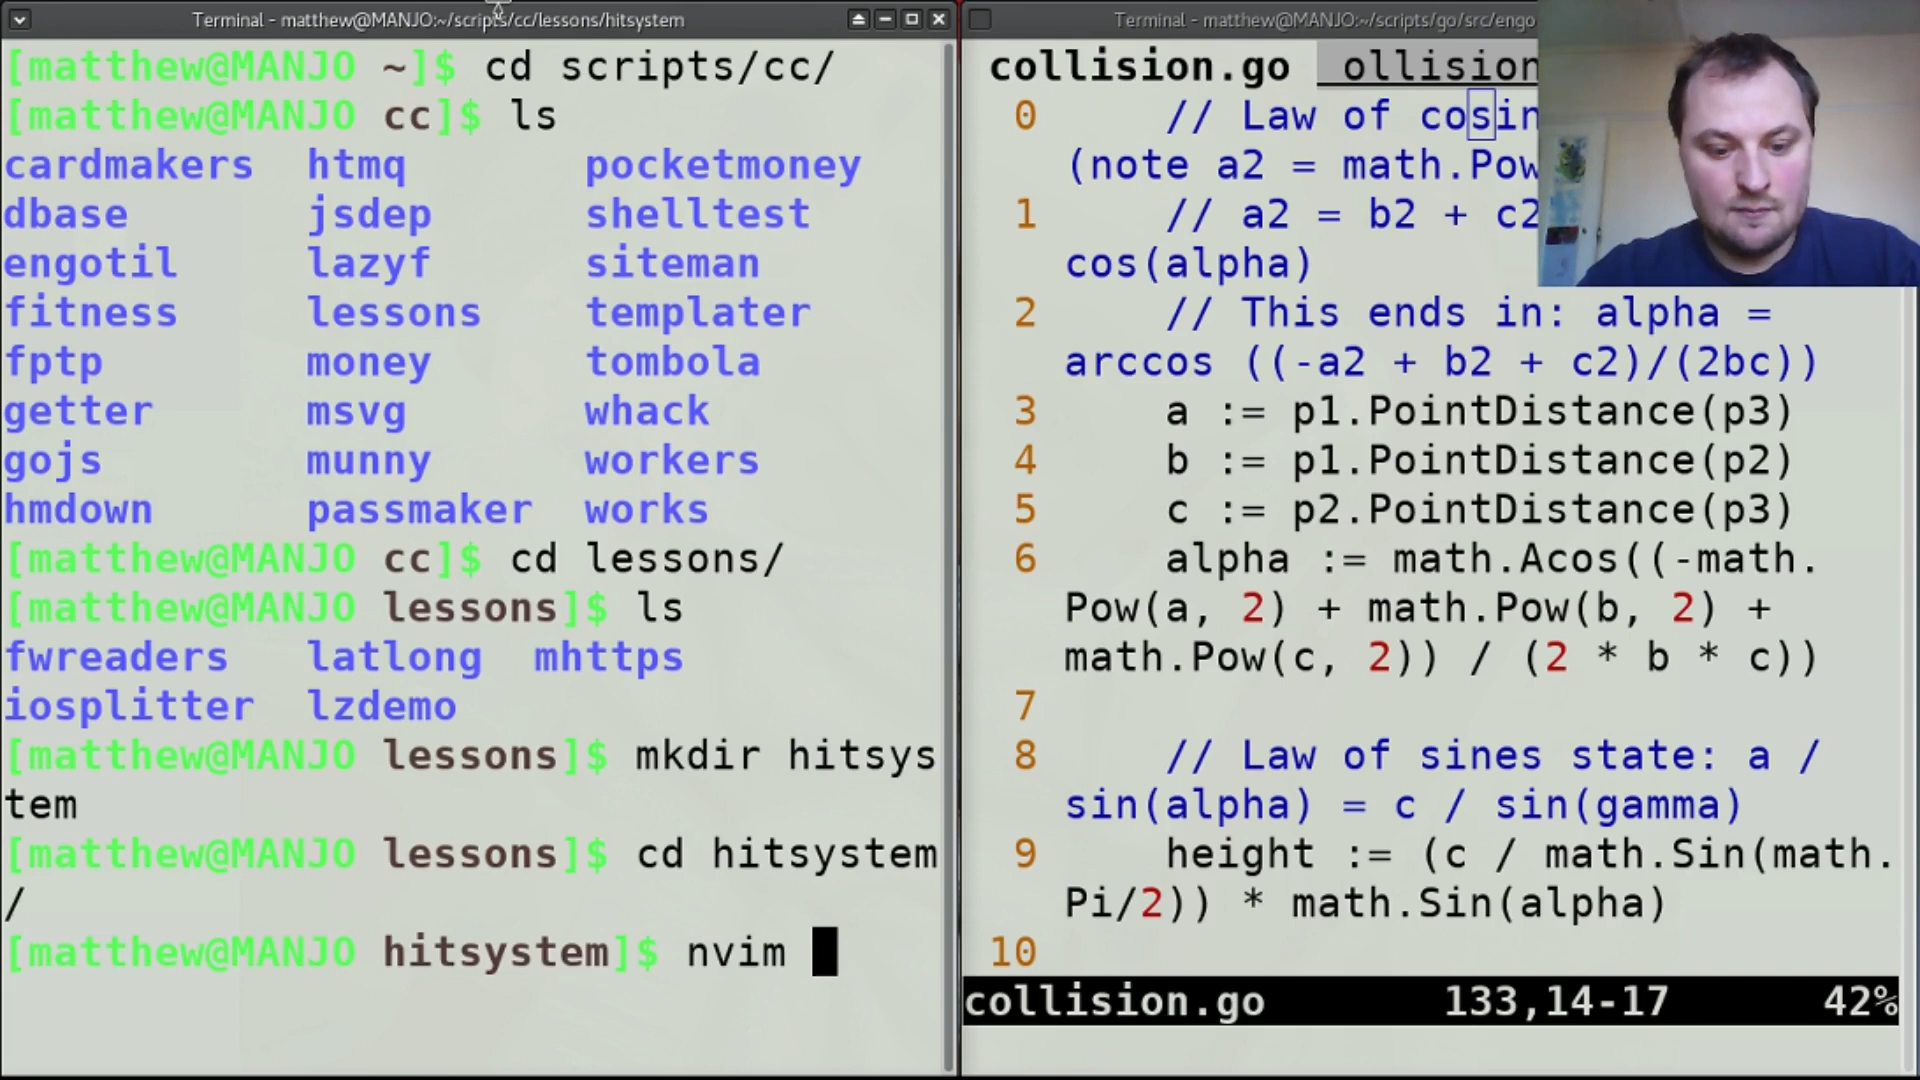 Terminal - matthew@MANJO:~/scripts/cc/lessons/hitsystem
[matthew@MANJO ~]$ cd scripts/cc/
[matthew@MANJO cc]$ ls
cardmakers htmq pocketmoney
dbase jsdep shelltest
engotil lazyf siteman
fitness lessons templater
fptp money tombola
getter msvg whack
gojs munny workers
hmdown passmaker works
[matthew@MANJO cc]$ cd lessons/
[matthew@MANJO lessons]$ ls
fwreaders latlong mhttps
iosplitter lzdemo
[matthew@MANJO lessons]$ mkdir hitsys
tem
[matthew@MANJO lessons]$ cd hitsystem
/
[matthew@MANJO hitsystem]$ nvim
Terminal - matthew@MANJO:~/scripts/go/src/engo
collision.go ollision
0 // Law of cosin
(note a2 = math.Pow
1 // a2 = b2 + c2
cos(alpha)
2 // This ends in: alpha =
arccos ((-a2 + b2 + c2)/(2bc))
3 a := p1.PointDistance(p3)
4 b := p1.PointDistance(p2)
5 c := p2.PointDistance(p3)
6 alpha := math.Acos((-math.
Pow(a, 2) + math.Pow(b, 2) +
math.Pow(c, 2)) / (2 * b * c))
7
8 // Law of sines state: a /
sin(alpha) = c / sin(gamma)
9 height := (c / math.Sin(math.
Pi/2)) * math.Sin(alpha)
10
collision.go 133,14-17 42%